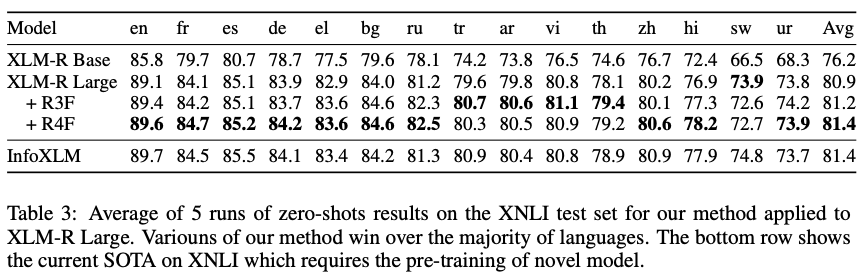 Model en fr es de el bg ru tr ar vi th zh hi sw ur Avg
XLM-R Base 85.8 79.7 80.7 78.7 77.5 79.6 78.1 74.2 73.8 76.5 74.6 76.7 72.4 66.5 68.3 76.2
XLM-R Large 89.1 84.1 85.1 83.9 82.9 84.0 81.2 79.6 79.8 80.8 78.1 80.2 76.9 73.9 73.8 80.9
+ R3F 89.4 84.2 85.1 83.7 83.6 84.6 82.3 80.7 80.6 81.1 79.4 80.1 77.3 72.6 74.2 81.2
+ R4F 89.6 84.7 85.2 84.2 83.6 84.6 82.5 80.3 80.5 80.9 79.2 80.6 78.2 72.7 73.9 81.4
InfoXLM 89.7 84.5 85.5 84.1 83.4 84.2 81.3 80.9 80.4 80.8 78.9 80.9 77.9 74.8 73.7 81.4
Table 3: Average of 5 runs of zero-shots results on the XNLI test set for our method applied to
XLM-R Large. Variouns of our method win over the majority of languages. The bottom row shows
the current SOTA on XNLI which requires the pre-training of novel model.